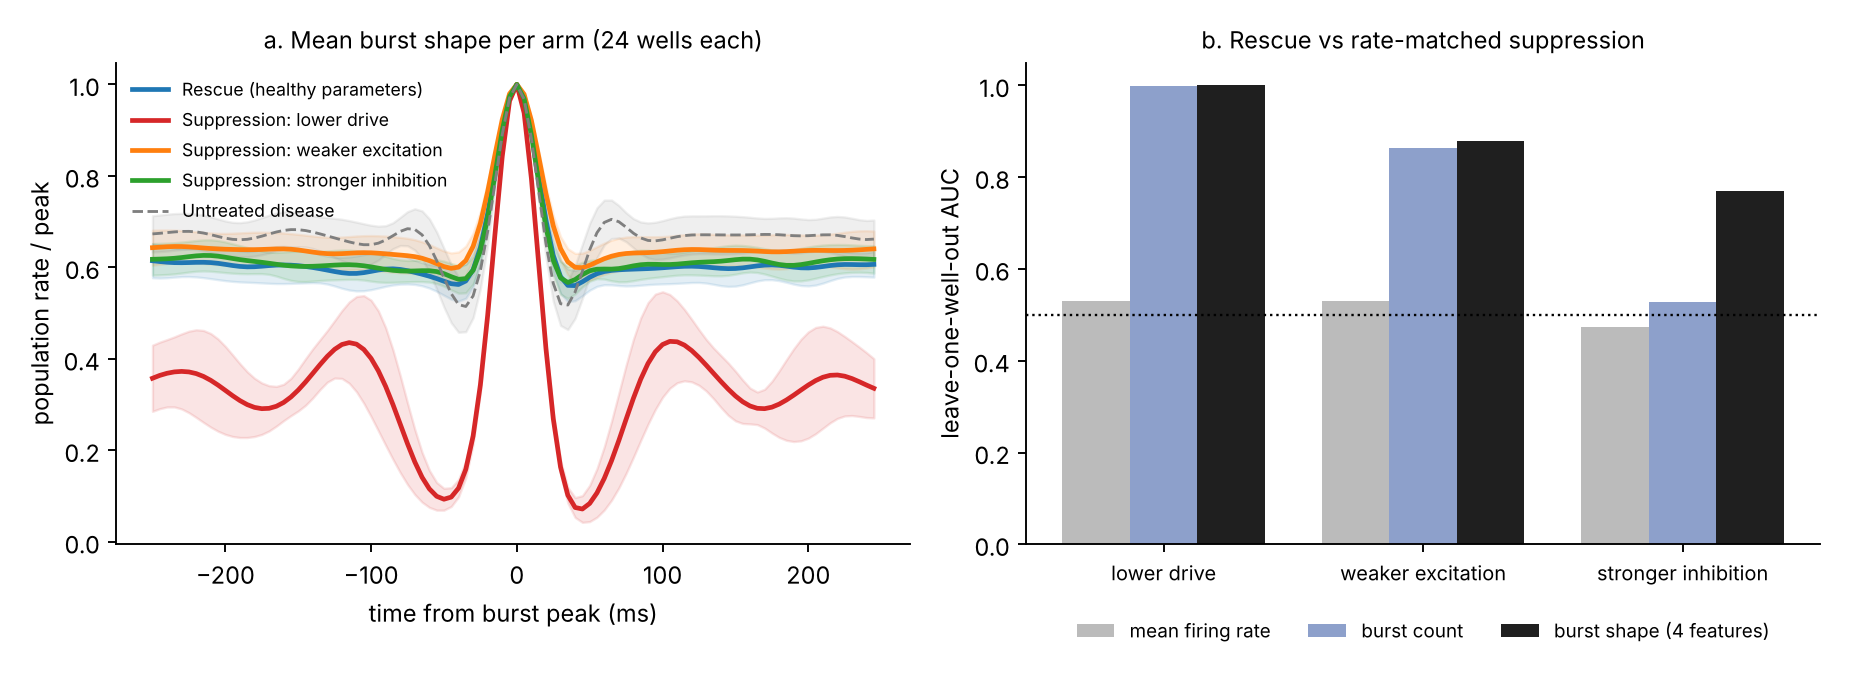 a. Mean burst shape per arm (24 wells each)
Rescue (healthy parameters)
Suppression: lower drive
Suppression: weaker excitation
Suppression: stronger inhibition
Untreated disease
population rate / peak
1.0
0.8
0.6
0.4
0.2
0.0
−200
−100
0
100
200
time from burst peak (ms)
b. Rescue vs rate-matched suppression
leave-one-well-out AUC
1.0
0.8
0.6
0.4
0.2
0.0
lower drive
weaker excitation
stronger inhibition
mean firing rate
burst count
burst shape (4 features)